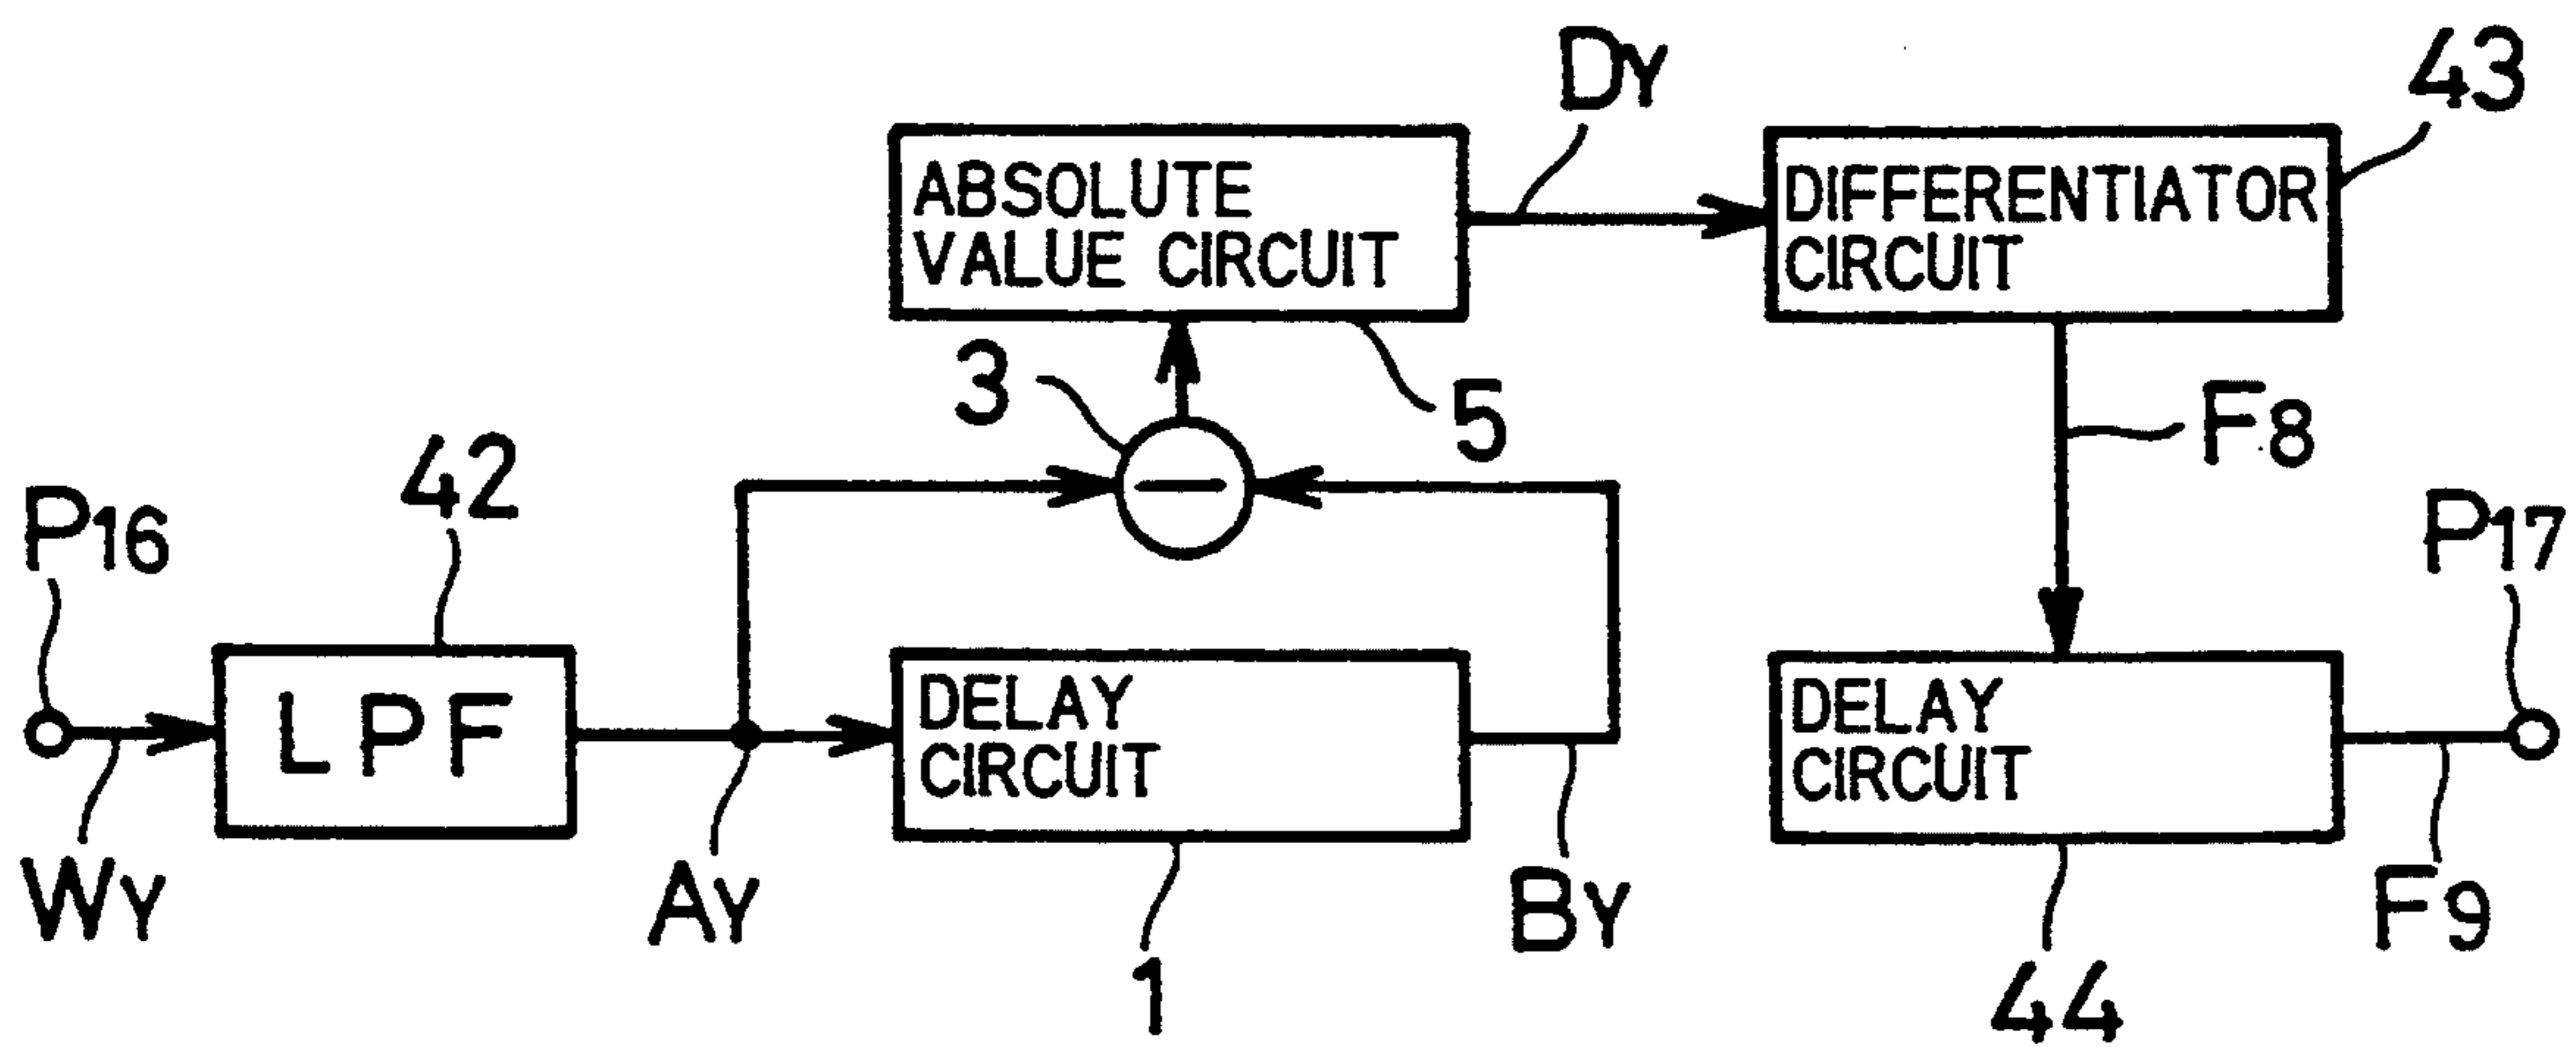 DY
43
ABSOLUTE
VALUE CIRCUIT
DIFFERENTIATOR
CIRCUIT
3
5
F8
42
P16
P17
LPF
DELAY
CIRCUIT
DELAY
CIRCUIT
WY
AY
BY
F9
1
44